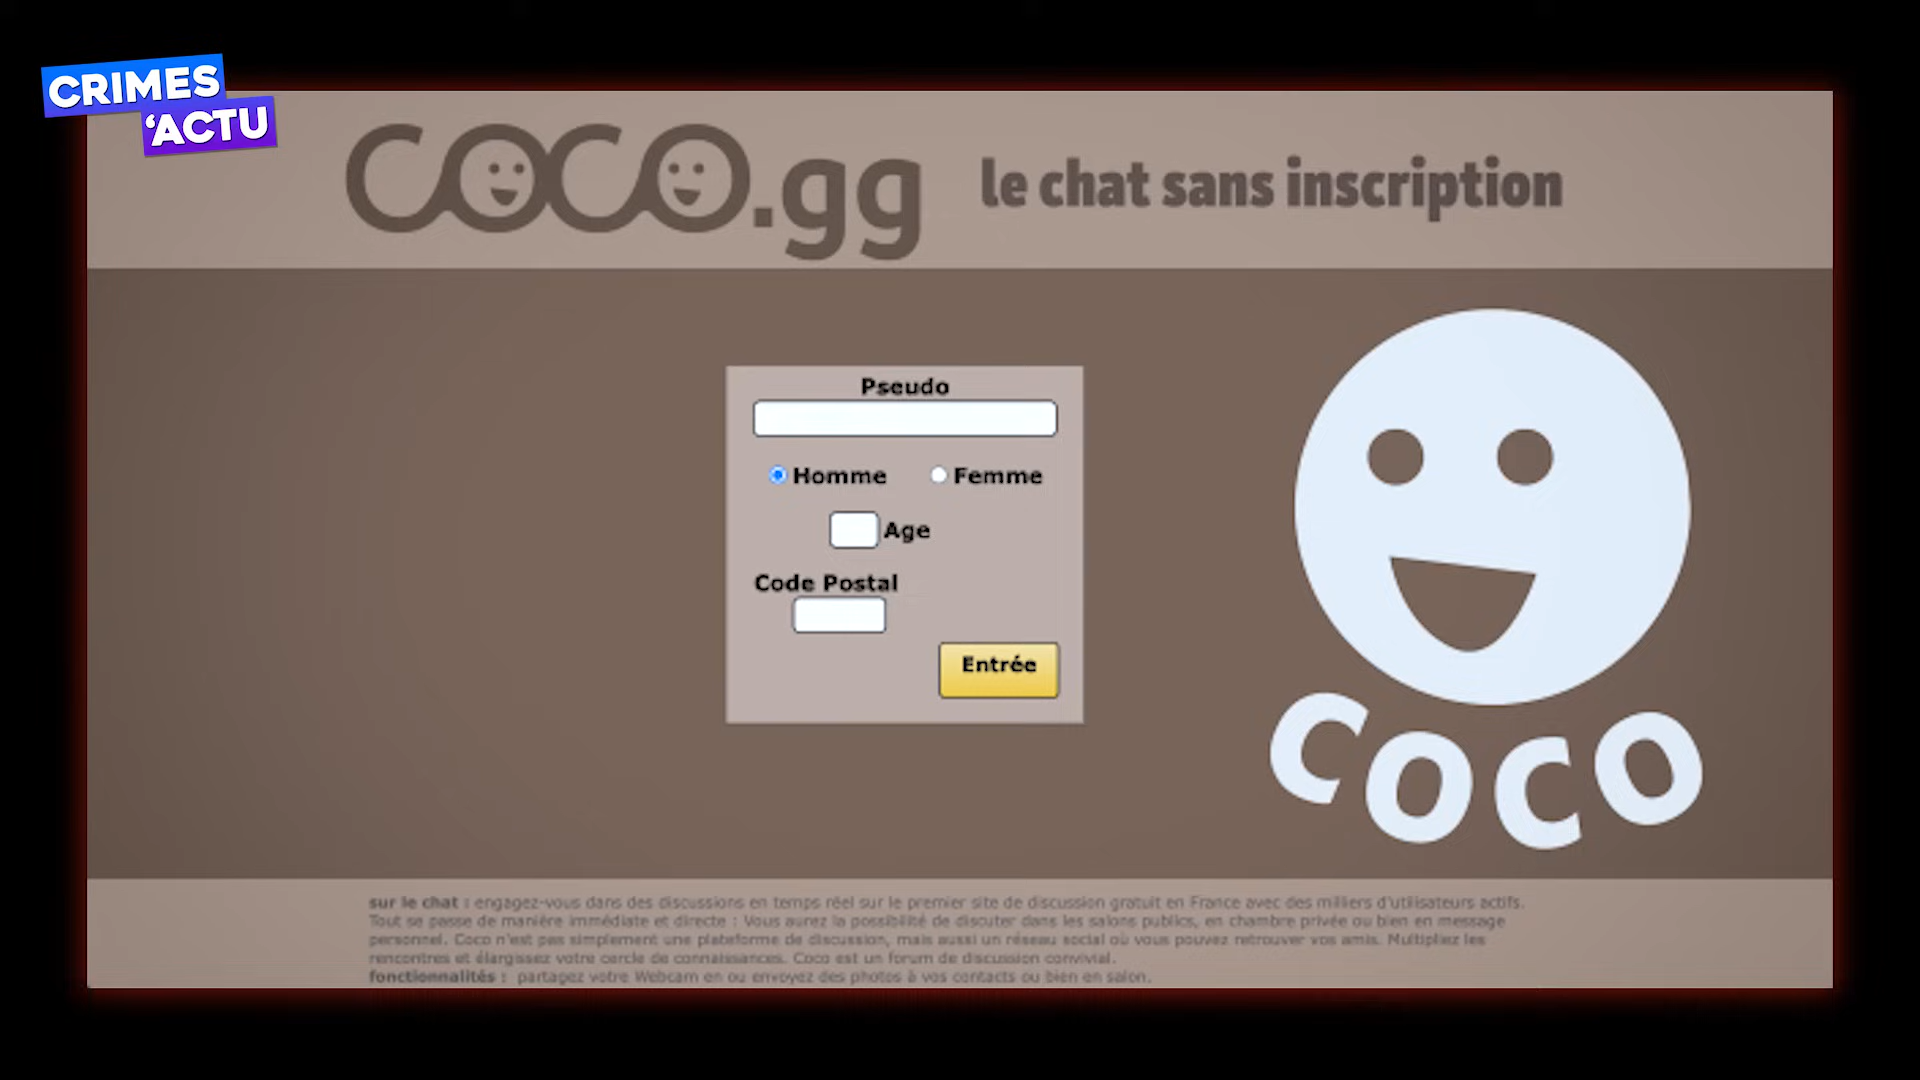 CRIMES
‘ACTU
COCO.gg le chat sans inscription
Pseudo
Homme Femme
Age
Code Postal
Entrée
COCO
sur le chat : engagez-vous dans des discussions en temps réel sur le premier site de discussion gratuit en France avec des milliers d'utilisateurs actifs.
Tout se passe de manière immédiate et directe : Vous aurez la possibilité de discuter dans les salons publics, en chambre privée ou bien en message
personnel. Coco n'est pas simplement une plateforme de discussion, mais aussi un réseau social où vous pouvez retrouver vos amis. Multipliez les
rencontres et élargissez votre cercle de connaissances. Coco est un forum de discussion convivial.
fonctionnalités : partagez votre Webcam en ou envoyez des photos à vos contacts ou bien en salon.